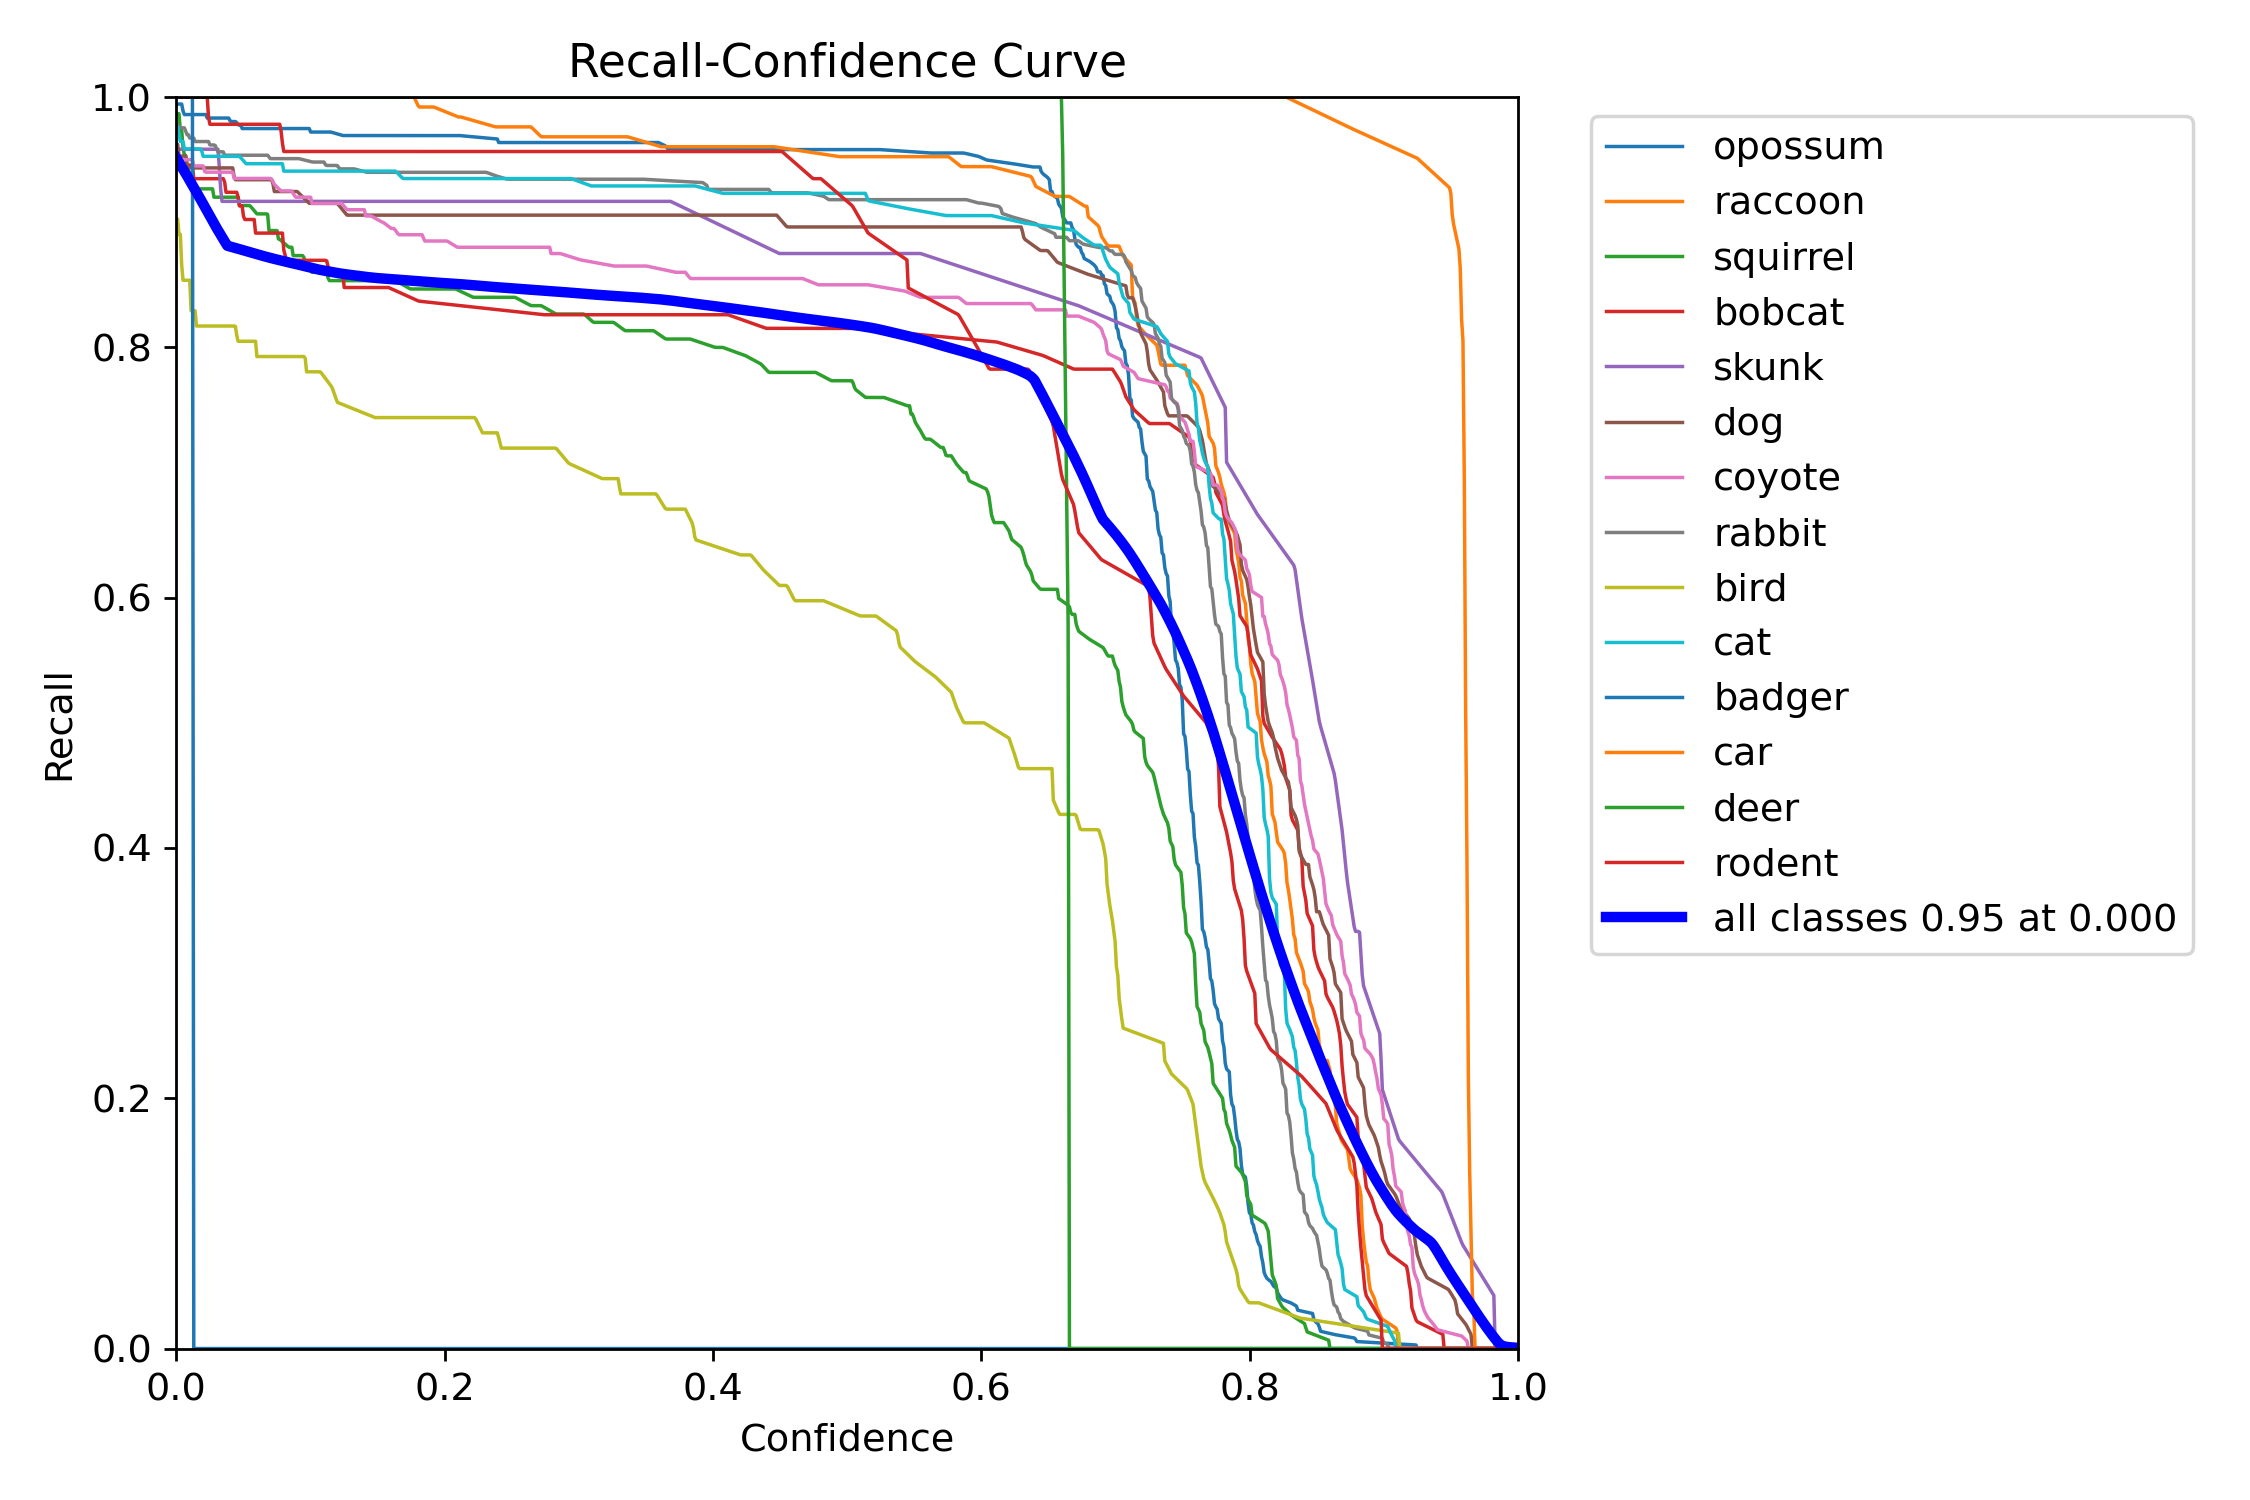 Recall-Confidence Curve
1.0
0.8
0.6
0.4
0.2
0.0
Recall
0.0 0.2 0.4 0.6 0.8 1.0
Confidence
opossum
raccoon
squirrel
bobcat
skunk
dog
coyote
rabbit
bird
cat
badger
car
deer
rodent
all classes 0.95 at 0.000